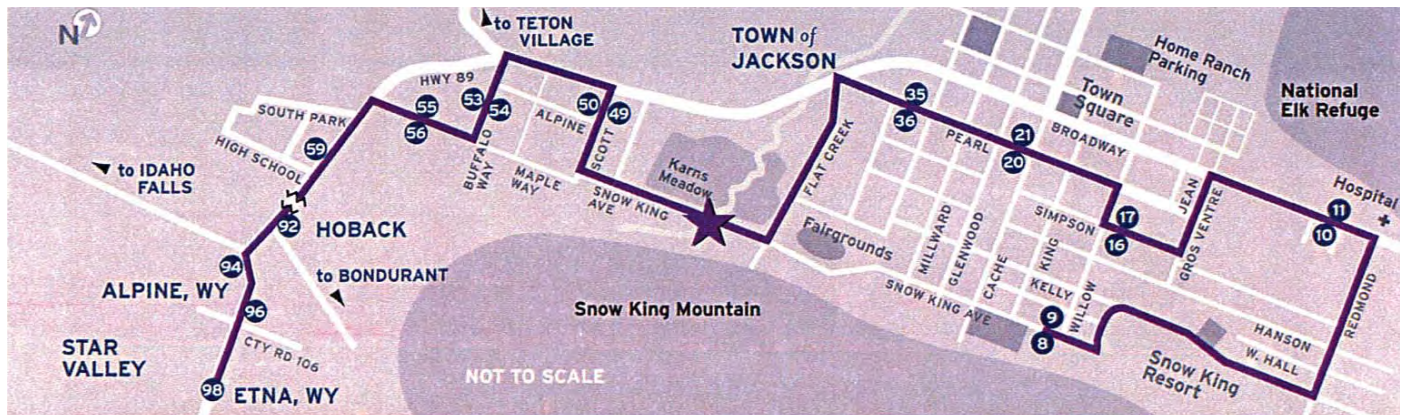 N
to TETON
VILLAGE
TOWN of
JACKSON
Home Ranch
Parking
National
Elk Refuge
Town
Square
HWY 89
55
56
53
54
50
49
35
36
21
20
SOUTH PARK
HIGH SCHOOL
59
ALPINE
SCOTT
BUFFALO
WAY
MAPLE
WAY
SNOW KING
AVE
Karns
Meadow
FLAT CREEK
PEARL
BROADWAY
Hospital
11
10
JEAN
GROS VENTRE
17
16
SIMPSON
to IDAHO
FALLS
92
HOBACK
94
to BONDURANT
ALPINE, WY
96
CTY RD 106
STAR
VALLEY
98
ETNA, WY
Fairgrounds
MILLWARD
GLENWOOD
CACHE
KING
WILLOW
KELLY
SNOW KING AVE
9
8
REDMOND
HANSON
W. HALL
Snow King
Resort
Snow King Mountain
NOT TO SCALE